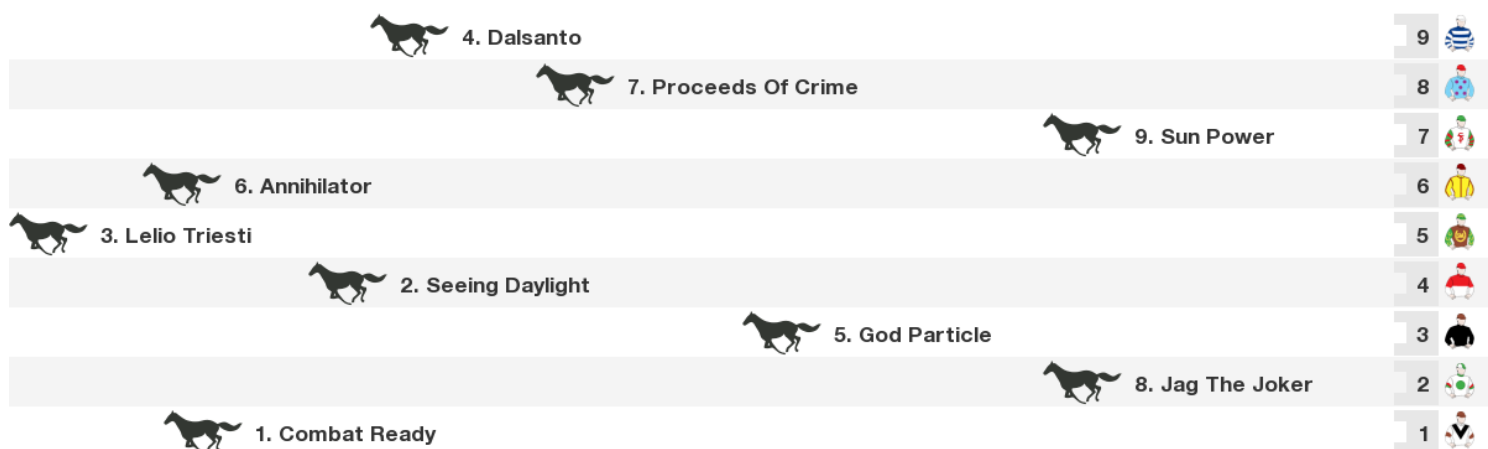 4. Dalsanto 9
7. Proceeds Of Crime 8
9. Sun Power 7
6. Annihilator 6
3. Lelio Triesti 5
2. Seeing Daylight 4
5. God Particle 3
8. Jag The Joker 2
1. Combat Ready 1